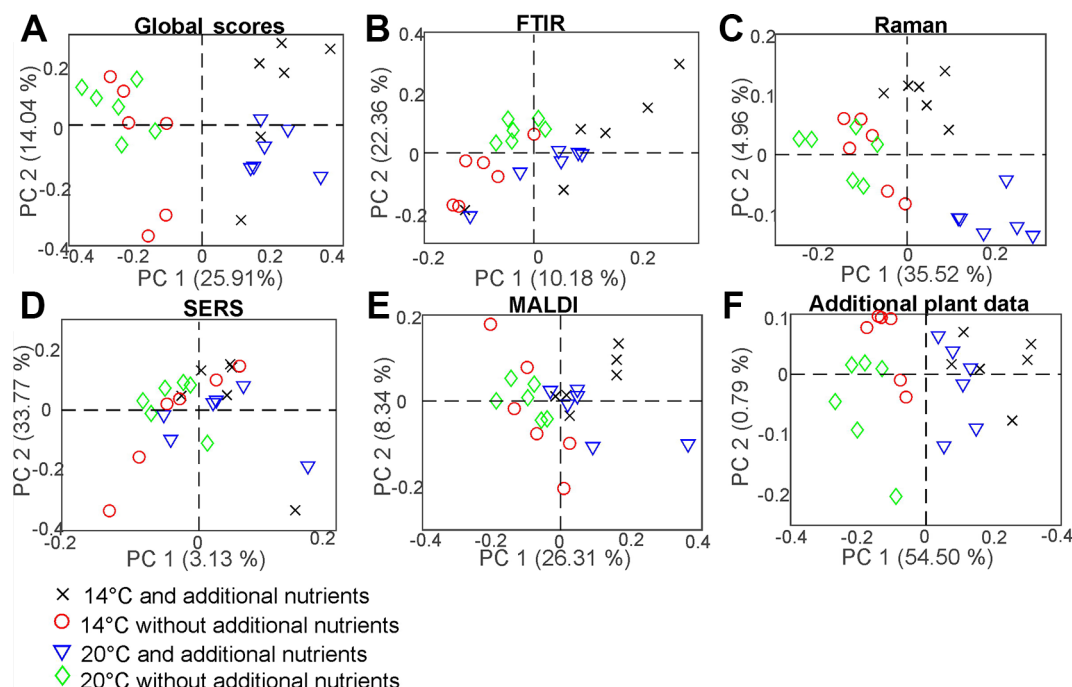 A
Global scores
0.2
0
-0.2
-0.4
PC 2 (14.04 %)
0
0.2
0.4
PC 1 (25.91%)
B
FTIR
0.4
0.2
0
-0.2
PC 2 (22.36 %)
-0.2
0
0.2
PC 1 (10.18 %)
C
Raman
0.1
0
-0.1
PC 2 (4.96 %)
-0.2
0
0.2
PC 1 (35.52 %)
D
SERS
0.2
0
-0.2
-0.4
PC 2 (33.77 %)
-0.2
0
0.2
PC 1 (3.13 %)
E
MALDI
0.2
0
-0.2
PC 2 (8.34 %)
-0.4
-0.2
0
0.2
0.4
PC 1 (26.31 %)
F
Additional plant data
0.1
0
-0.1
-0.2
PC 2 (0.79 %)
-0.4
-0.2
0
0.2
-0.4
PC 1 (54.50 %)
14°C and additional nutrients
14°C without additional nutrients
20°C and additional nutrients
20°C without additional nutrients